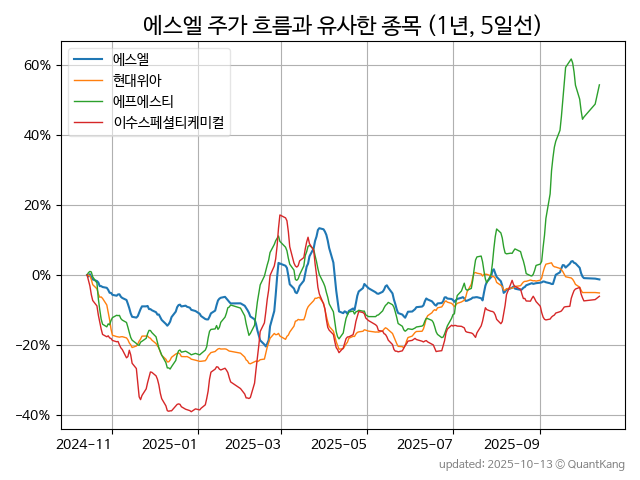 에스엘 주가 흐름과 유사한 종목 (1년, 5일선)
에스엘
현대위아
에프에스티
이수스페셜티케미컬
60%
40%
20%
0%
−20%
−40%
2024-11
2025-01
2025-03
2025-05
2025-07
2025-09
updated: 2025-10-13 © QuantKang